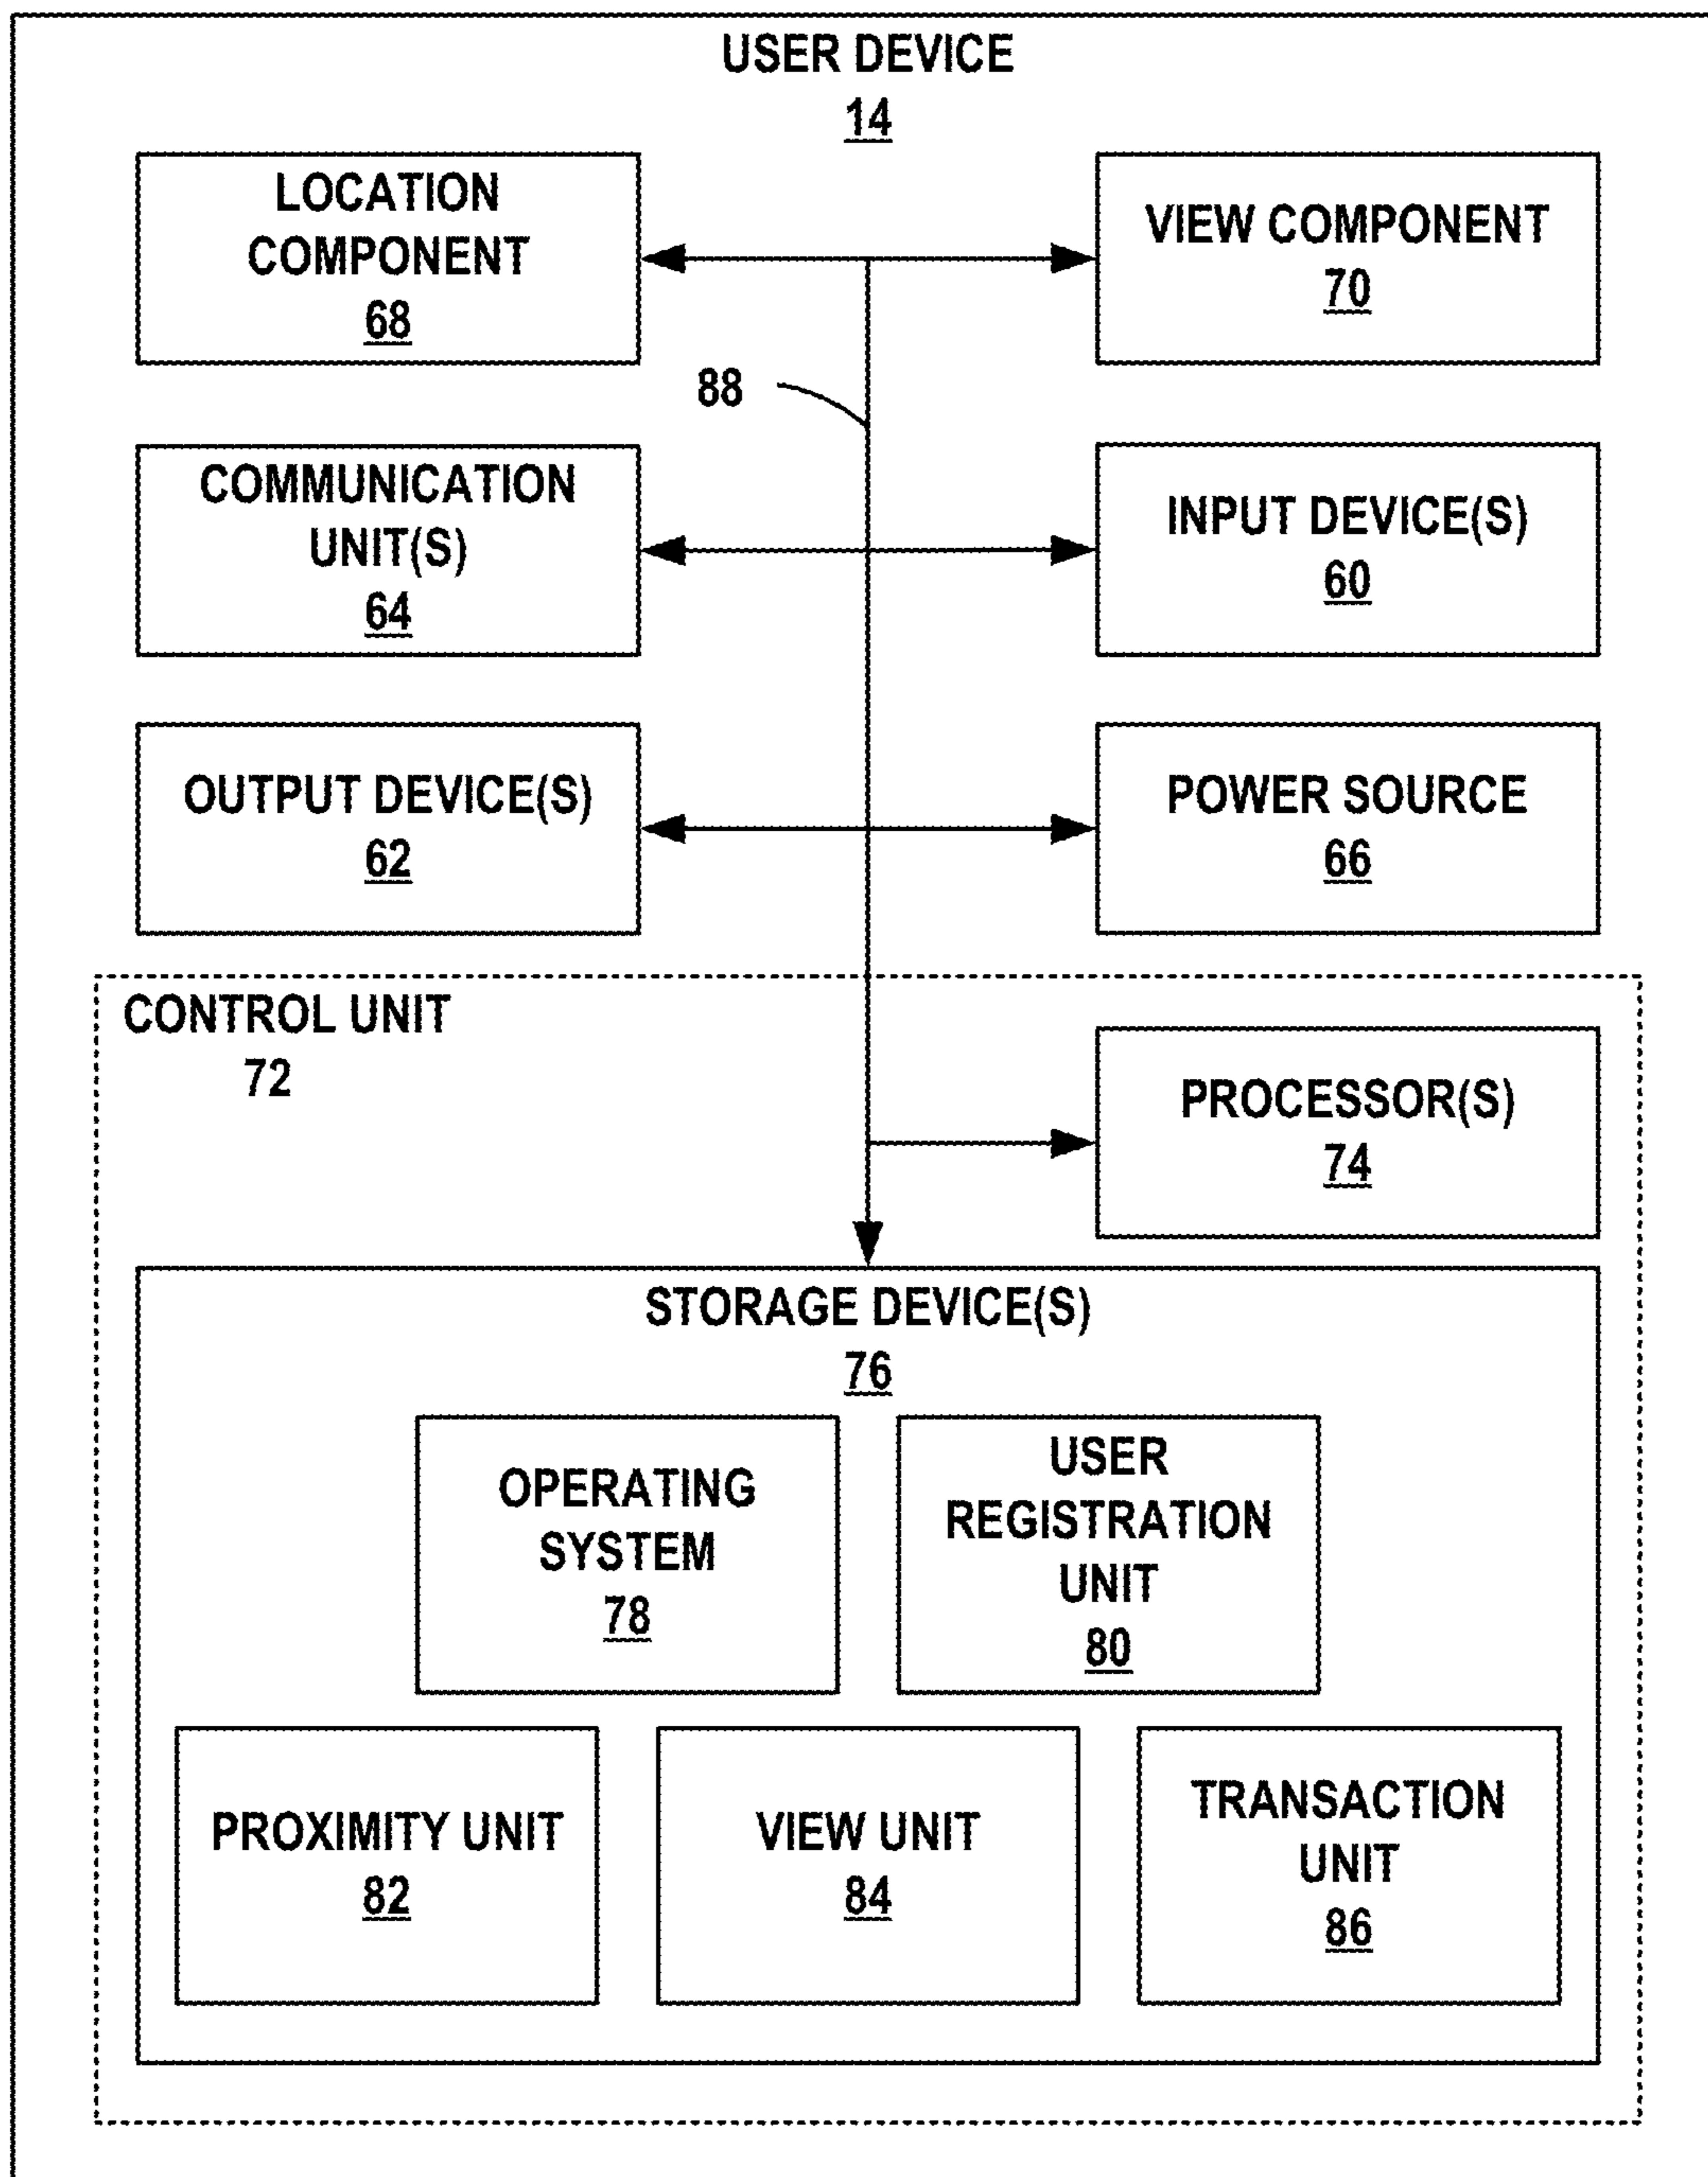 USER DEVICE
14
LOCATION
COMPONENT
68
VIEW COMPONENT
70
88
COMMUNICATION
UNIT(S)
64
INPUT DEVICE(S)
60
OUTPUT DEVICE(S)
62
POWER SOURCE
66
CONTROL UNIT
72
PROCESSOR(S)
74
STORAGE DEVICE(S)
76
OPERATING
SYSTEM
78
USER
REGISTRATION
UNIT
80
PROXIMITY UNIT
82
VIEW UNIT
84
TRANSACTION
UNIT
86